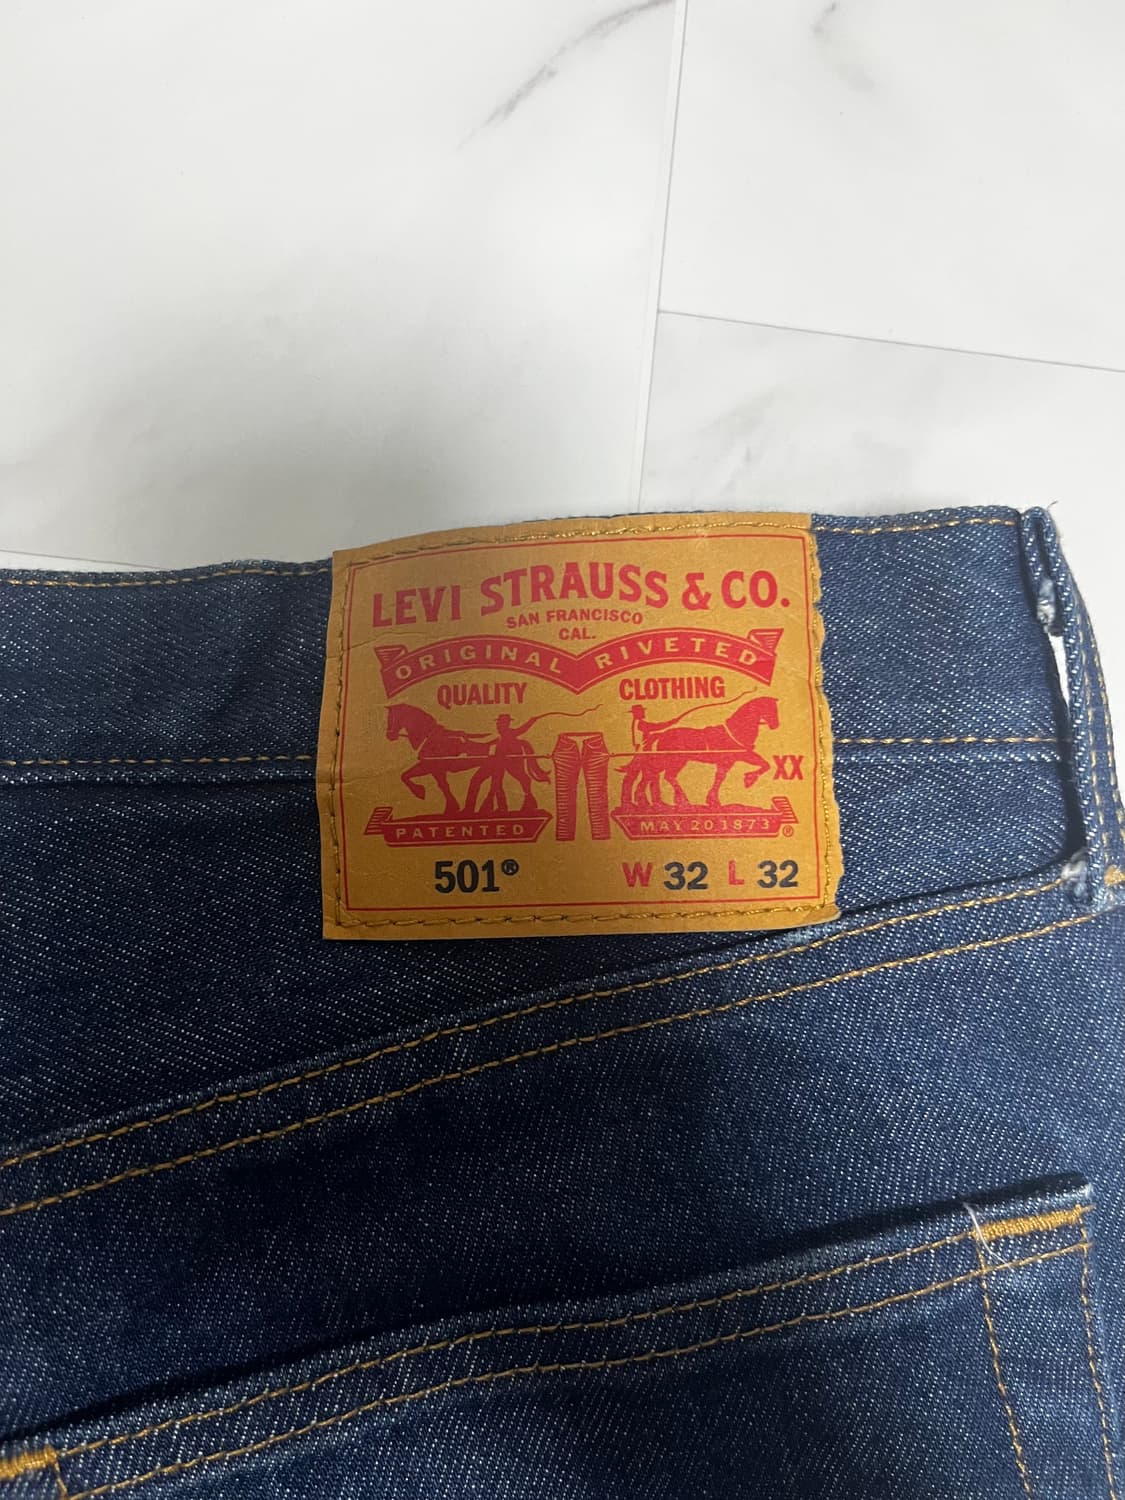 LEVI STRAUSS & CO.
SAN FRANCISCO
CAL.
ORIGINAL RIVETED
QUALITY CLOTHING
XX
PATENTED MAY 20 1873 ®
501® W 32 L 32